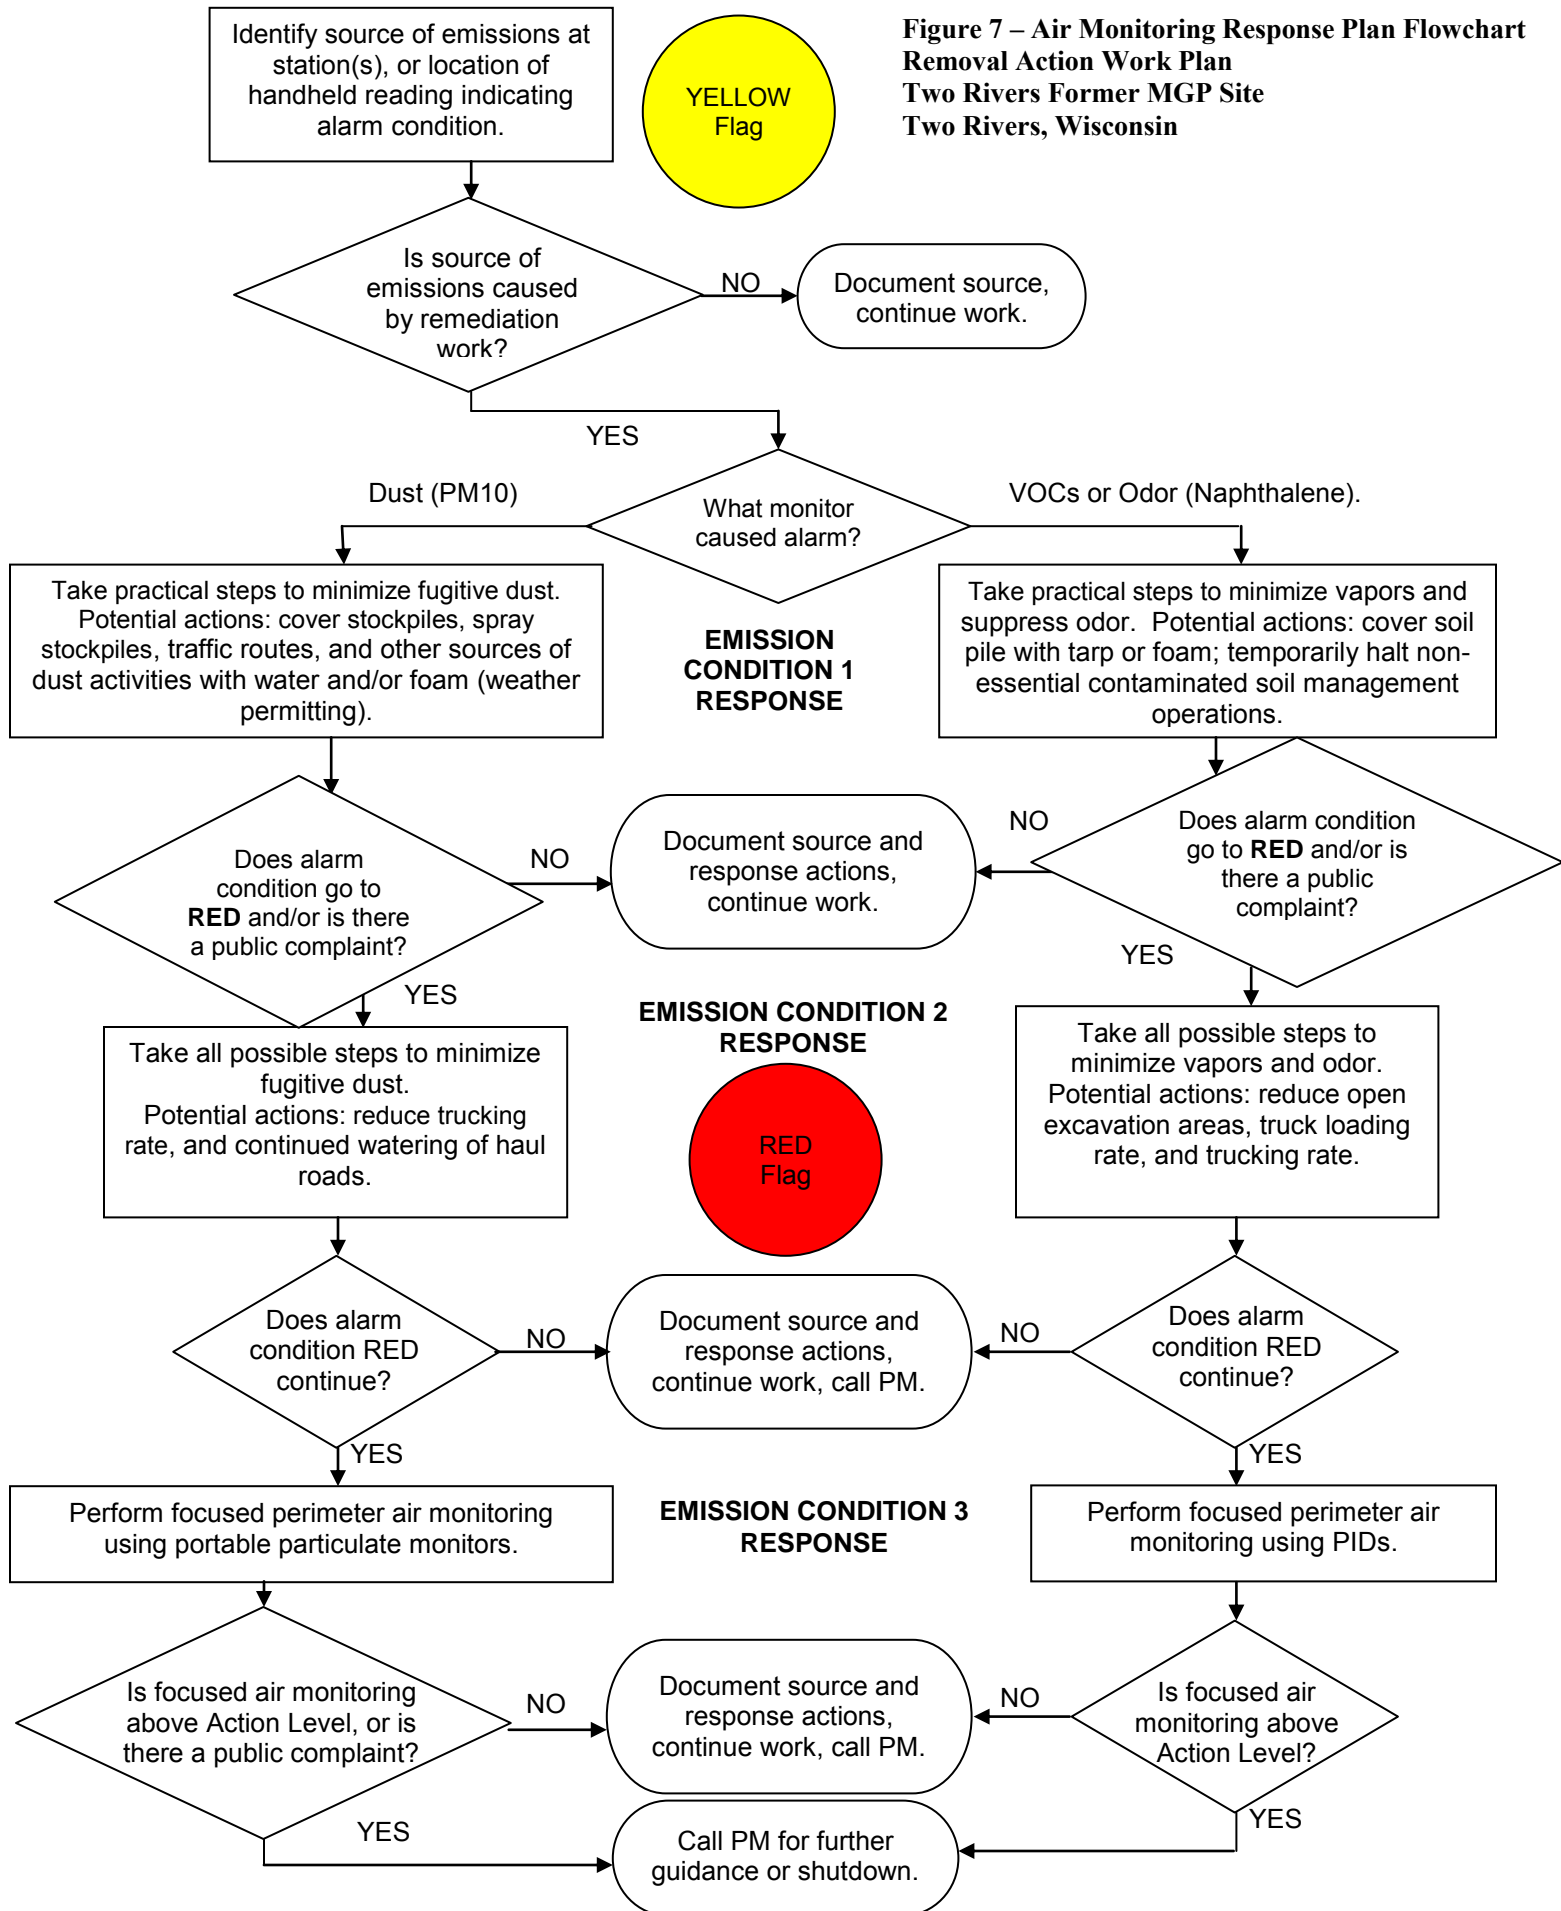 Figure 7 – Air Monitoring Response Plan Flowchart
Removal Action Work Plan
Two Rivers Former MGP Site
Two Rivers, Wisconsin
Identify source of emissions at
station(s), or location of
handheld reading indicating
alarm condition.
YELLOW
Flag
Is source of
emissions caused
by remediation
work?
NO
Document source,
continue work.
YES
What monitor
caused alarm?
Dust (PM10)
VOCs or Odor (Naphthalene).
Take practical steps to minimize fugitive dust.
Potential actions: cover stockpiles, spray
stockpiles, traffic routes, and other sources of
dust activities with water and/or foam (weather
permitting).
EMISSION
CONDITION 1
RESPONSE
Take practical steps to minimize vapors and
suppress odor.  Potential actions: cover soil
pile with tarp or foam; temporarily halt non-
essential contaminated soil management
operations.
Does alarm
condition go to
RED and/or is there
a public complaint?
NO
Document source and
response actions,
continue work.
NO
Does alarm condition
go to RED and/or is
there a public
complaint?
YES
YES
EMISSION CONDITION 2
RESPONSE
Take all possible steps to minimize
fugitive dust.
Potential actions: reduce trucking
rate, and continued watering of haul
roads.
RED
Flag
Take all possible steps to
minimize vapors and odor.
Potential actions: reduce open
excavation areas, truck loading
rate, and trucking rate.
Does alarm
condition RED
continue?
NO
Document source and
response actions,
continue work, call PM.
NO
Does alarm
condition RED
continue?
YES
YES
Perform focused perimeter air monitoring
using portable particulate monitors.
EMISSION CONDITION 3
RESPONSE
Perform focused perimeter air
monitoring using PIDs.
Is focused air monitoring
above Action Level, or is
there a public complaint?
NO
Document source and
response actions,
continue work, call PM.
NO
Is focused air
monitoring above
Action Level?
YES
YES
Call PM for further
guidance or shutdown.